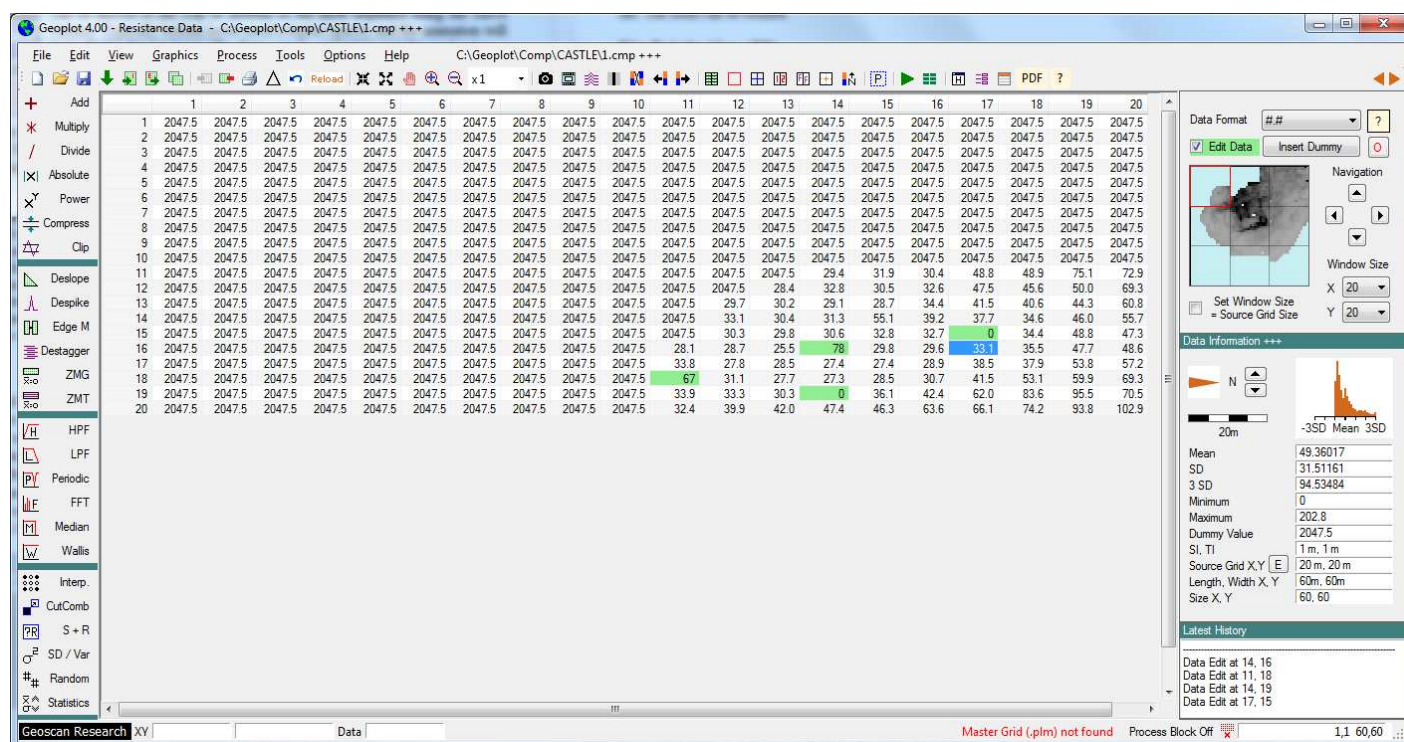 Geoplot 4.00 - Resistance Data - C:\Geoplot\Comp\CASTLE\1.cmp +++
File Edit View Graphics Process Tools Options Help C:\Geoplot\Comp\CASTLE\1.cmp +++
Reload x1 P H PDF ?
Add
Multiply
Divide
Absolute
Power
Compress
Clip
Deslope
Despike
Edge M
Destagger
ZMG
ZMT
HPF
LPF
Periodic
FFT
Median
Wallis
Interp.
CutComb
S + R
SD / Var
Random
Statistics
1 2 3 4 5 6 7 8 9 10 11 12 13 14 15 16 17 18 19 20
1 2047.5 2047.5 2047.5 2047.5 2047.5 2047.5 2047.5 2047.5 2047.5 2047.5 2047.5 2047.5 2047.5 2047.5 2047.5 2047.5 2047.5 2047.5 2047.5 2047.5
2 2047.5 2047.5 2047.5 2047.5 2047.5 2047.5 2047.5 2047.5 2047.5 2047.5 2047.5 2047.5 2047.5 2047.5 2047.5 2047.5 2047.5 2047.5 2047.5 2047.5
3 2047.5 2047.5 2047.5 2047.5 2047.5 2047.5 2047.5 2047.5 2047.5 2047.5 2047.5 2047.5 2047.5 2047.5 2047.5 2047.5 2047.5 2047.5 2047.5 2047.5
4 2047.5 2047.5 2047.5 2047.5 2047.5 2047.5 2047.5 2047.5 2047.5 2047.5 2047.5 2047.5 2047.5 2047.5 2047.5 2047.5 2047.5 2047.5 2047.5 2047.5
5 2047.5 2047.5 2047.5 2047.5 2047.5 2047.5 2047.5 2047.5 2047.5 2047.5 2047.5 2047.5 2047.5 2047.5 2047.5 2047.5 2047.5 2047.5 2047.5 2047.5
6 2047.5 2047.5 2047.5 2047.5 2047.5 2047.5 2047.5 2047.5 2047.5 2047.5 2047.5 2047.5 2047.5 2047.5 2047.5 2047.5 2047.5 2047.5 2047.5 2047.5
7 2047.5 2047.5 2047.5 2047.5 2047.5 2047.5 2047.5 2047.5 2047.5 2047.5 2047.5 2047.5 2047.5 2047.5 2047.5 2047.5 2047.5 2047.5 2047.5 2047.5
8 2047.5 2047.5 2047.5 2047.5 2047.5 2047.5 2047.5 2047.5 2047.5 2047.5 2047.5 2047.5 2047.5 2047.5 2047.5 2047.5 2047.5 2047.5 2047.5 2047.5
9 2047.5 2047.5 2047.5 2047.5 2047.5 2047.5 2047.5 2047.5 2047.5 2047.5 2047.5 2047.5 2047.5 2047.5 2047.5 2047.5 2047.5 2047.5 2047.5 2047.5
10 2047.5 2047.5 2047.5 2047.5 2047.5 2047.5 2047.5 2047.5 2047.5 2047.5 2047.5 2047.5 2047.5 2047.5 2047.5 2047.5 2047.5 2047.5 2047.5 2047.5
11 2047.5 2047.5 2047.5 2047.5 2047.5 2047.5 2047.5 2047.5 2047.5 2047.5 2047.5 2047.5 2047.5 29.4 31.9 30.4 48.8 48.9 75.1 72.9
12 2047.5 2047.5 2047.5 2047.5 2047.5 2047.5 2047.5 2047.5 2047.5 2047.5 2047.5 2047.5 28.4 32.8 30.5 32.6 47.5 45.6 50.0 69.3
13 2047.5 2047.5 2047.5 2047.5 2047.5 2047.5 2047.5 2047.5 2047.5 2047.5 2047.5 29.7 30.2 29.1 28.7 34.4 41.5 40.6 44.3 60.8
14 2047.5 2047.5 2047.5 2047.5 2047.5 2047.5 2047.5 2047.5 2047.5 2047.5 2047.5 33.1 30.4 31.3 55.1 39.2 37.7 34.6 46.0 55.7
15 2047.5 2047.5 2047.5 2047.5 2047.5 2047.5 2047.5 2047.5 2047.5 2047.5 2047.5 30.3 29.8 30.6 32.8 32.7 0 34.4 48.8 47.3
16 2047.5 2047.5 2047.5 2047.5 2047.5 2047.5 2047.5 2047.5 2047.5 2047.5 28.1 28.7 25.5 78 29.8 29.6 33.1 35.5 47.7 48.6
17 2047.5 2047.5 2047.5 2047.5 2047.5 2047.5 2047.5 2047.5 2047.5 2047.5 33.8 27.8 28.5 27.4 27.4 28.9 38.5 37.9 53.8 57.2
18 2047.5 2047.5 2047.5 2047.5 2047.5 2047.5 2047.5 2047.5 2047.5 2047.5 67 31.1 27.7 27.3 28.5 30.7 41.5 53.1 59.9 69.3
19 2047.5 2047.5 2047.5 2047.5 2047.5 2047.5 2047.5 2047.5 2047.5 2047.5 33.9 33.3 30.3 0 36.1 42.4 62.0 83.6 95.5 70.5
20 2047.5 2047.5 2047.5 2047.5 2047.5 2047.5 2047.5 2047.5 2047.5 2047.5 32.4 39.9 42.0 47.4 46.3 63.6 66.1 74.2 93.8 102.9
Data Format #.# ?
Edit Data Insert Dummy O
Navigation
Window Size
X 20
Y 20
Set Window Size
= Source Grid Size
Data Information +++
N
20m
-3SD Mean 3SD
Mean 49.36017
SD 31.51161
3 SD 94.53484
Minimum 0
Maximum 202.8
Dummy Value 2047.5
SI, TI 1 m, 1 m
Source Grid X,Y E 20 m, 20 m
Length, Width X, Y 60m, 60m
Size X, Y 60, 60
Latest History
Data Edit at 14, 16
Data Edit at 11, 18
Data Edit at 14, 19
Data Edit at 17, 15
Geoscan Research XY Data Master Grid (.plm) not found Process Block Off 1,1 60,60